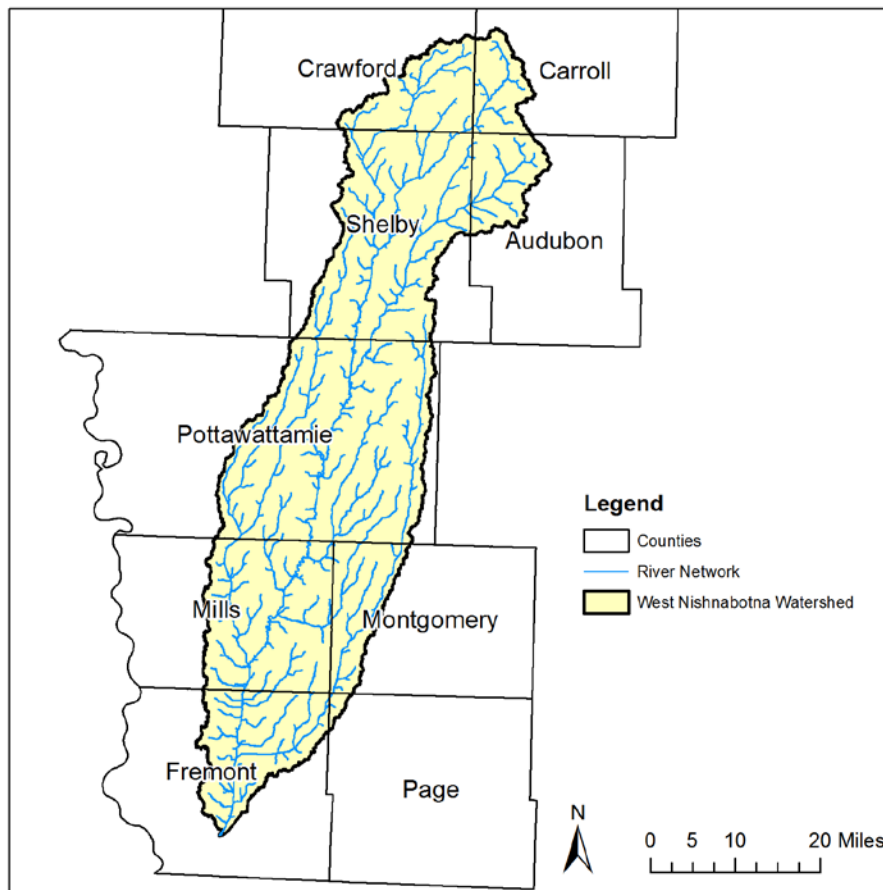 Crawford
Carroll
Shelby
Audubon
Pottawattamie
Legend
Counties
River Network
West Nishnabotna Watershed
Mills
Montgomery
Fremont
Page
N
0 5 10 20 Miles